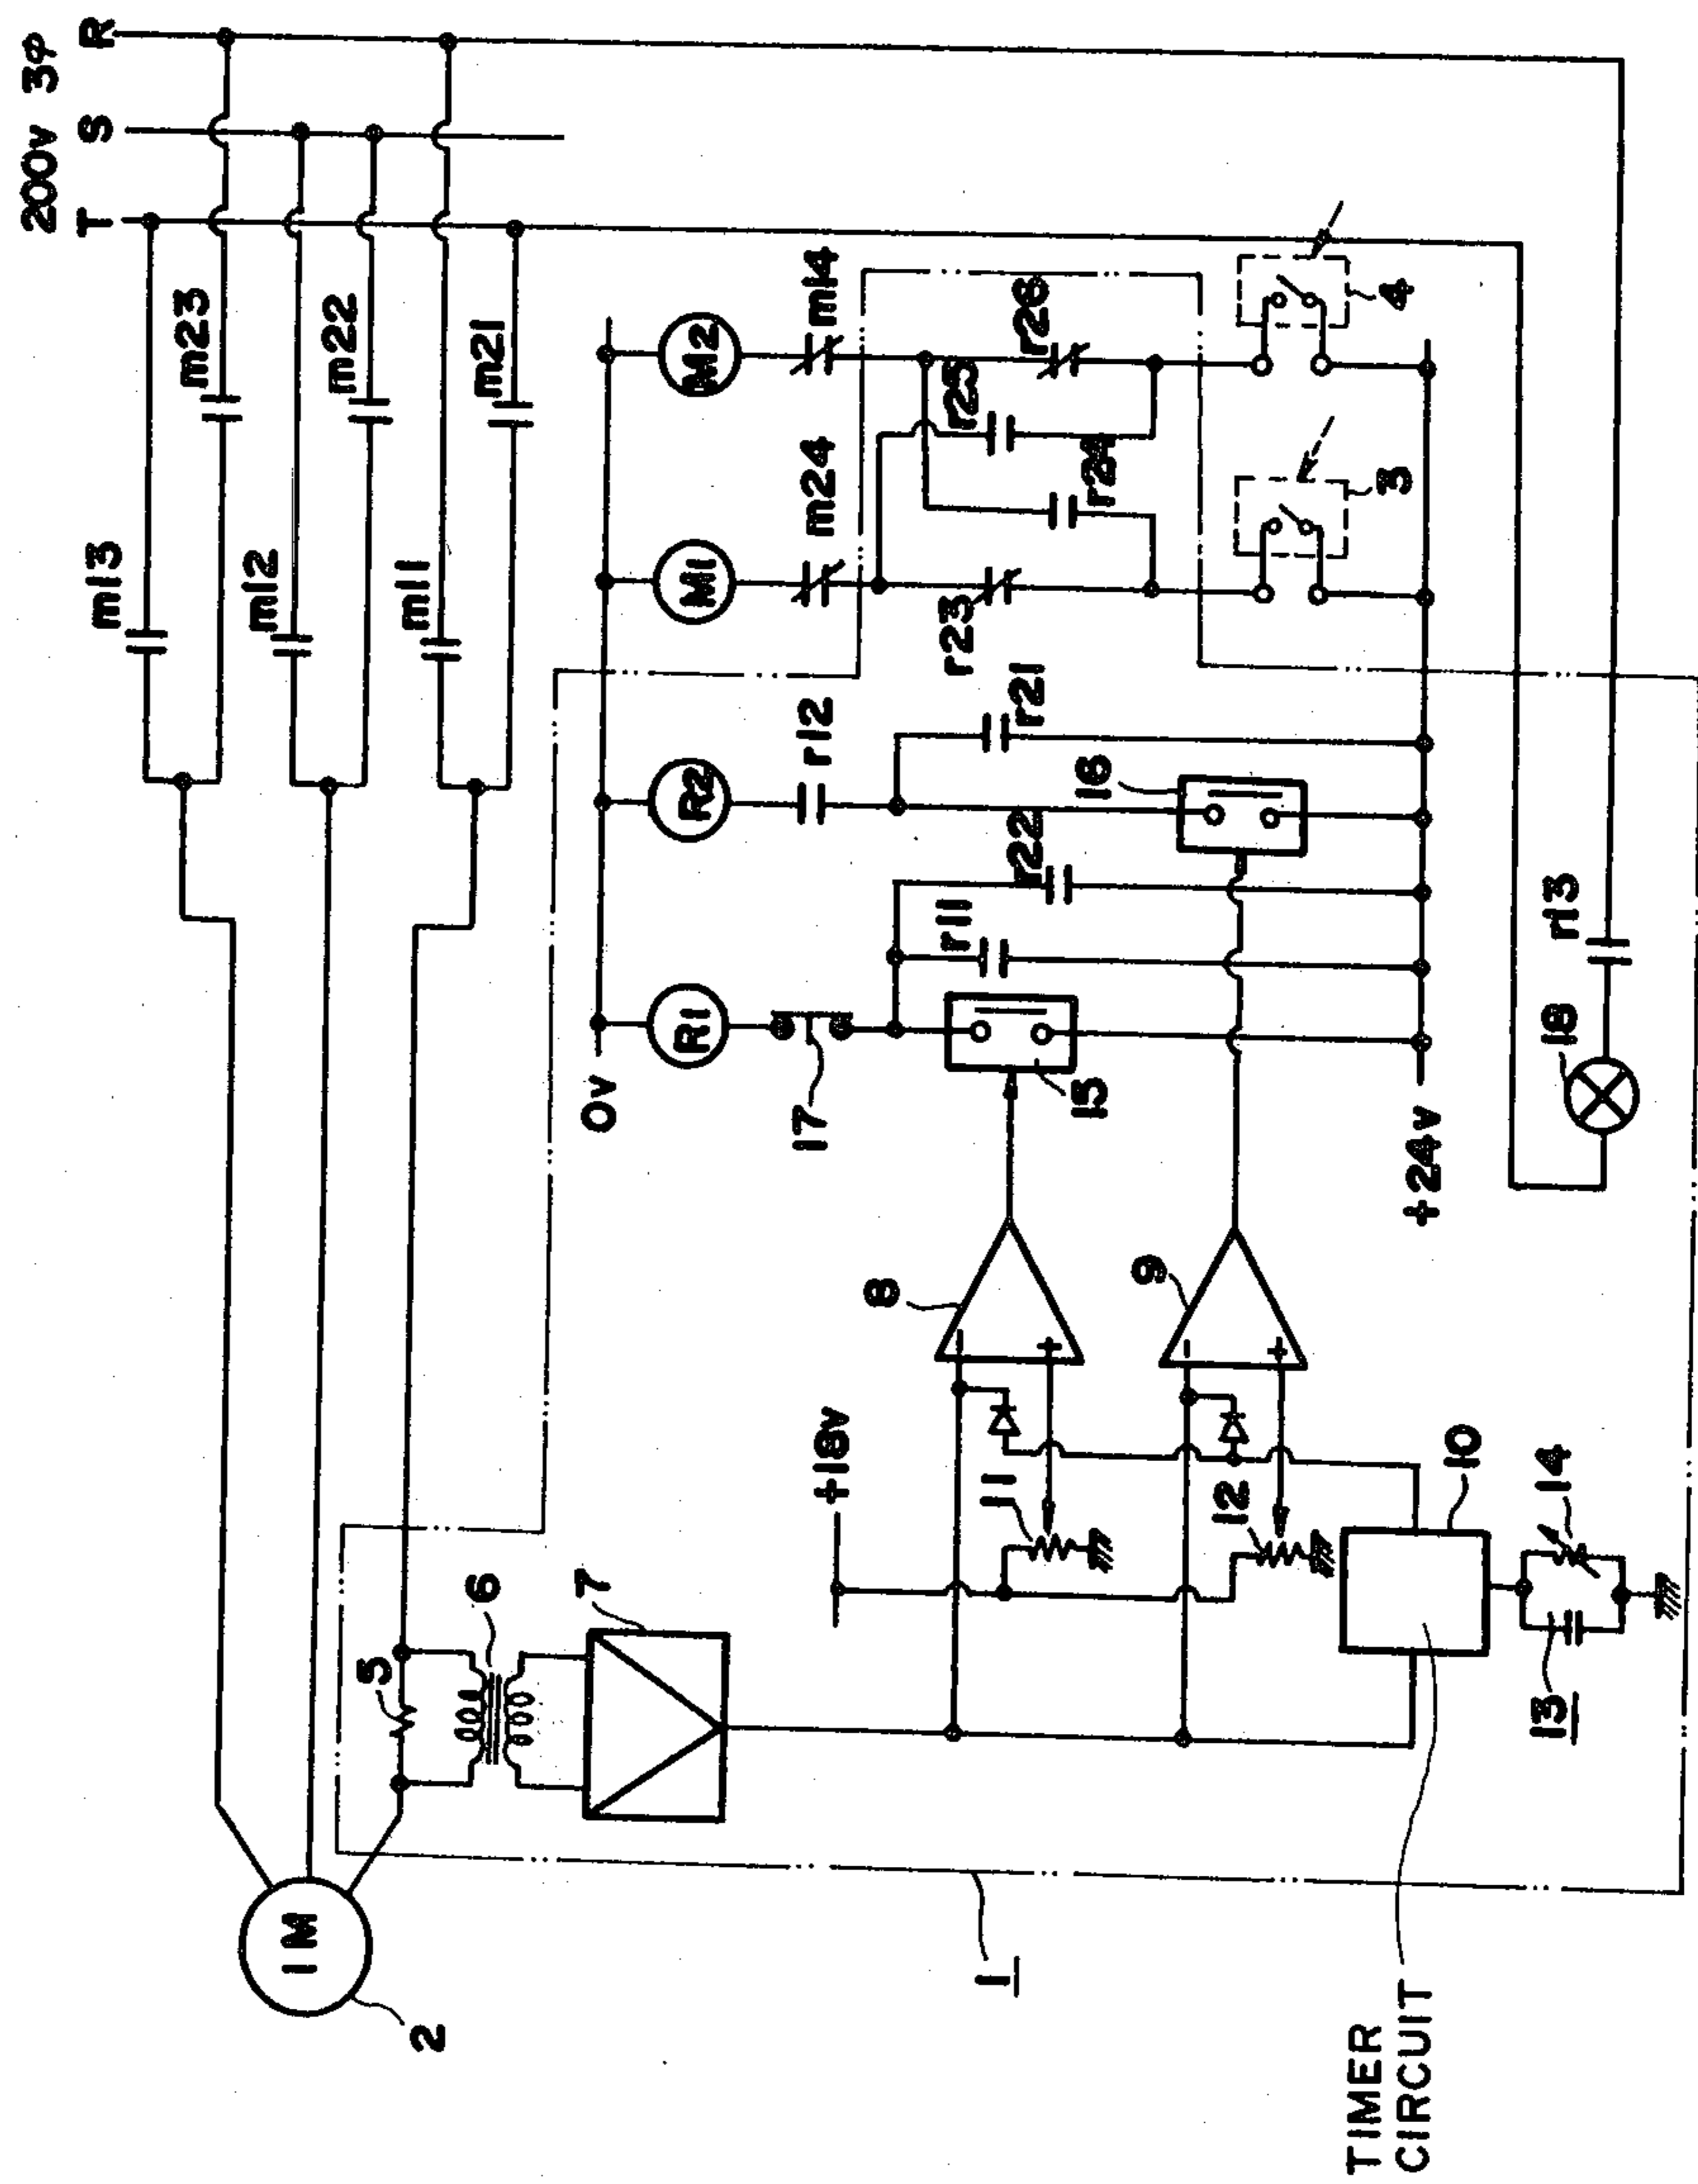 200v 3φ
T S R
m13
m23
m12
m22
m11
m21
2
IM
5
6
7
1
0v
R1
R2
M1
M2
17
r12
m24
m14
r11
r22
r21
r23
r25
r24
r26
15
16
3
4
+24v
18
r13
8
9
- +
- +
+18v
11
12
10
14
13
TIMER
CIRCUIT